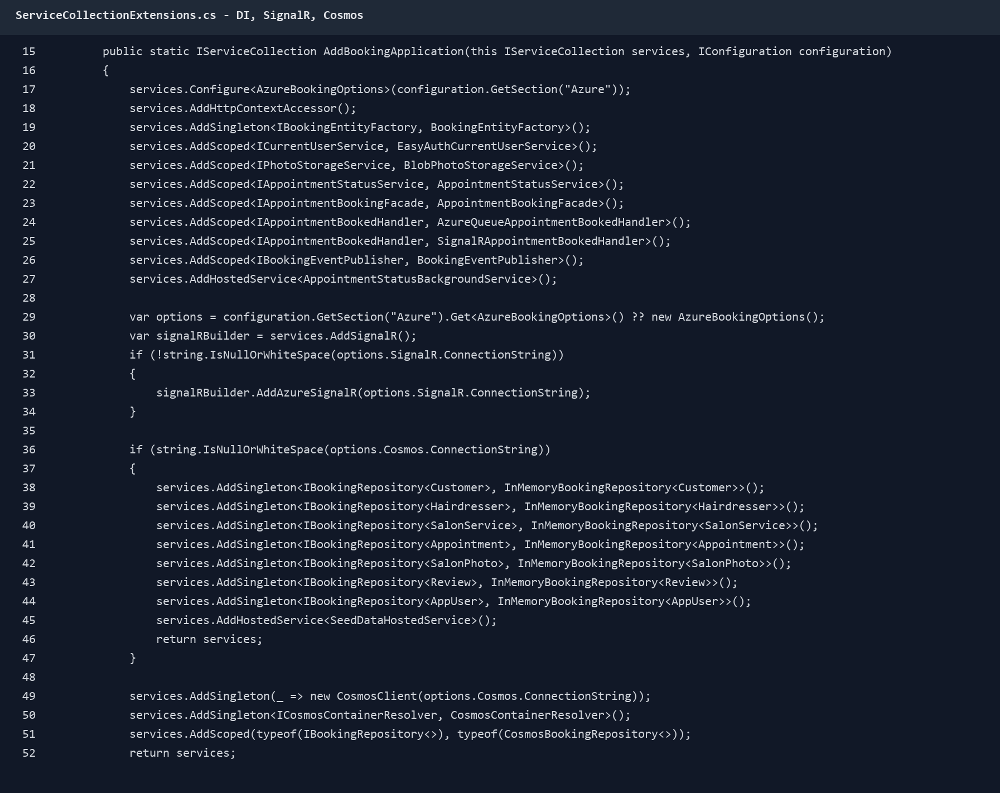 ServiceCollectionExtensions.cs - DI, SignalR, Cosmos
15 public static IServiceCollection AddBookingApplication(this IServiceCollection services, IConfiguration configuration)
16 {
17 services.Configure<AzureBookingOptions>(configuration.GetSection("Azure"));
18 services.AddHttpContextAccessor();
19 services.AddSingleton<IBookingEntityFactory, BookingEntityFactory>();
20 services.AddScoped<ICurrentUserService, EasyAuthCurrentUserService>();
21 services.AddScoped<IPhotoStorageService, BlobPhotoStorageService>();
22 services.AddScoped<IAppointmentStatusService, AppointmentStatusService>();
23 services.AddScoped<IAppointmentBookingFacade, AppointmentBookingFacade>();
24 services.AddScoped<IAppointmentBookedHandler, AzureQueueAppointmentBookedHandler>();
25 services.AddScoped<IAppointmentBookedHandler, SignalRAppointmentBookedHandler>();
26 services.AddScoped<IBookingEventPublisher, BookingEventPublisher>();
27 services.AddHostedService<AppointmentStatusBackgroundService>();
28
29 var options = configuration.GetSection("Azure").Get<AzureBookingOptions>() ?? new AzureBookingOptions();
30 var signalRBuilder = services.AddSignalR();
31 if (!string.IsNullOrWhiteSpace(options.SignalR.ConnectionString))
32 {
33 signalRBuilder.AddAzureSignalR(options.SignalR.ConnectionString);
34 }
35
36 if (string.IsNullOrWhiteSpace(options.Cosmos.ConnectionString))
37 {
38 services.AddSingleton<IBookingRepository<Customer>, InMemoryBookingRepository<Customer>>();
39 services.AddSingleton<IBookingRepository<Hairdresser>, InMemoryBookingRepository<Hairdresser>>();
40 services.AddSingleton<IBookingRepository<SalonService>, InMemoryBookingRepository<SalonService>>();
41 services.AddSingleton<IBookingRepository<Appointment>, InMemoryBookingRepository<Appointment>>();
42 services.AddSingleton<IBookingRepository<SalonPhoto>, InMemoryBookingRepository<SalonPhoto>>();
43 services.AddSingleton<IBookingRepository<Review>, InMemoryBookingRepository<Review>>();
44 services.AddSingleton<IBookingRepository<AppUser>, InMemoryBookingRepository<AppUser>>();
45 services.AddHostedService<SeedDataHostedService>();
46 return services;
47 }
48
49 services.AddSingleton(_ => new CosmosClient(options.Cosmos.ConnectionString));
50 services.AddSingleton<ICosmosContainerResolver, CosmosContainerResolver>();
51 services.AddScoped(typeof(IBookingRepository<>), typeof(CosmosBookingRepository<>));
52 return services;